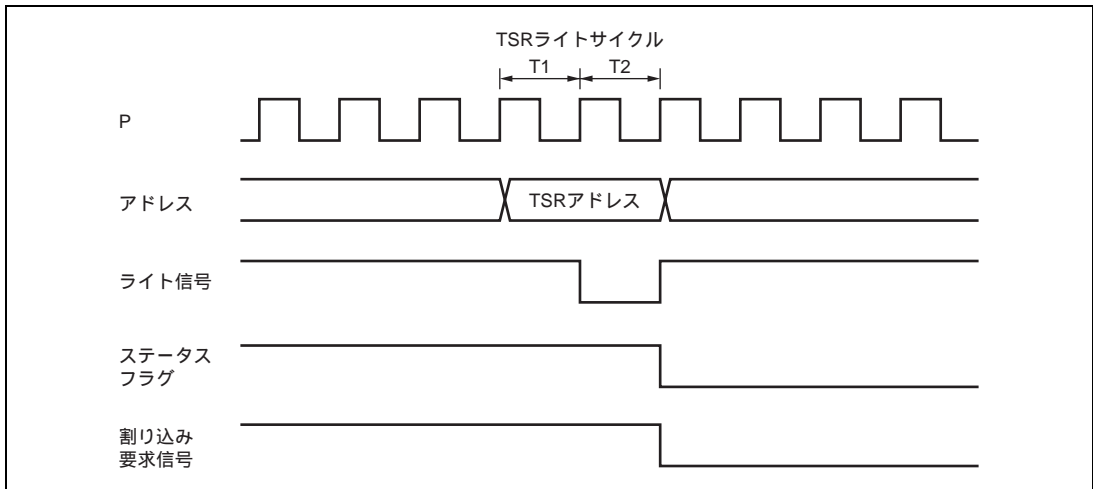 TSRライトサイクル
T1 T2
P
アドレス
TSRアドレス
ライト信号
ステータス
フラグ
割り込み
要求信号